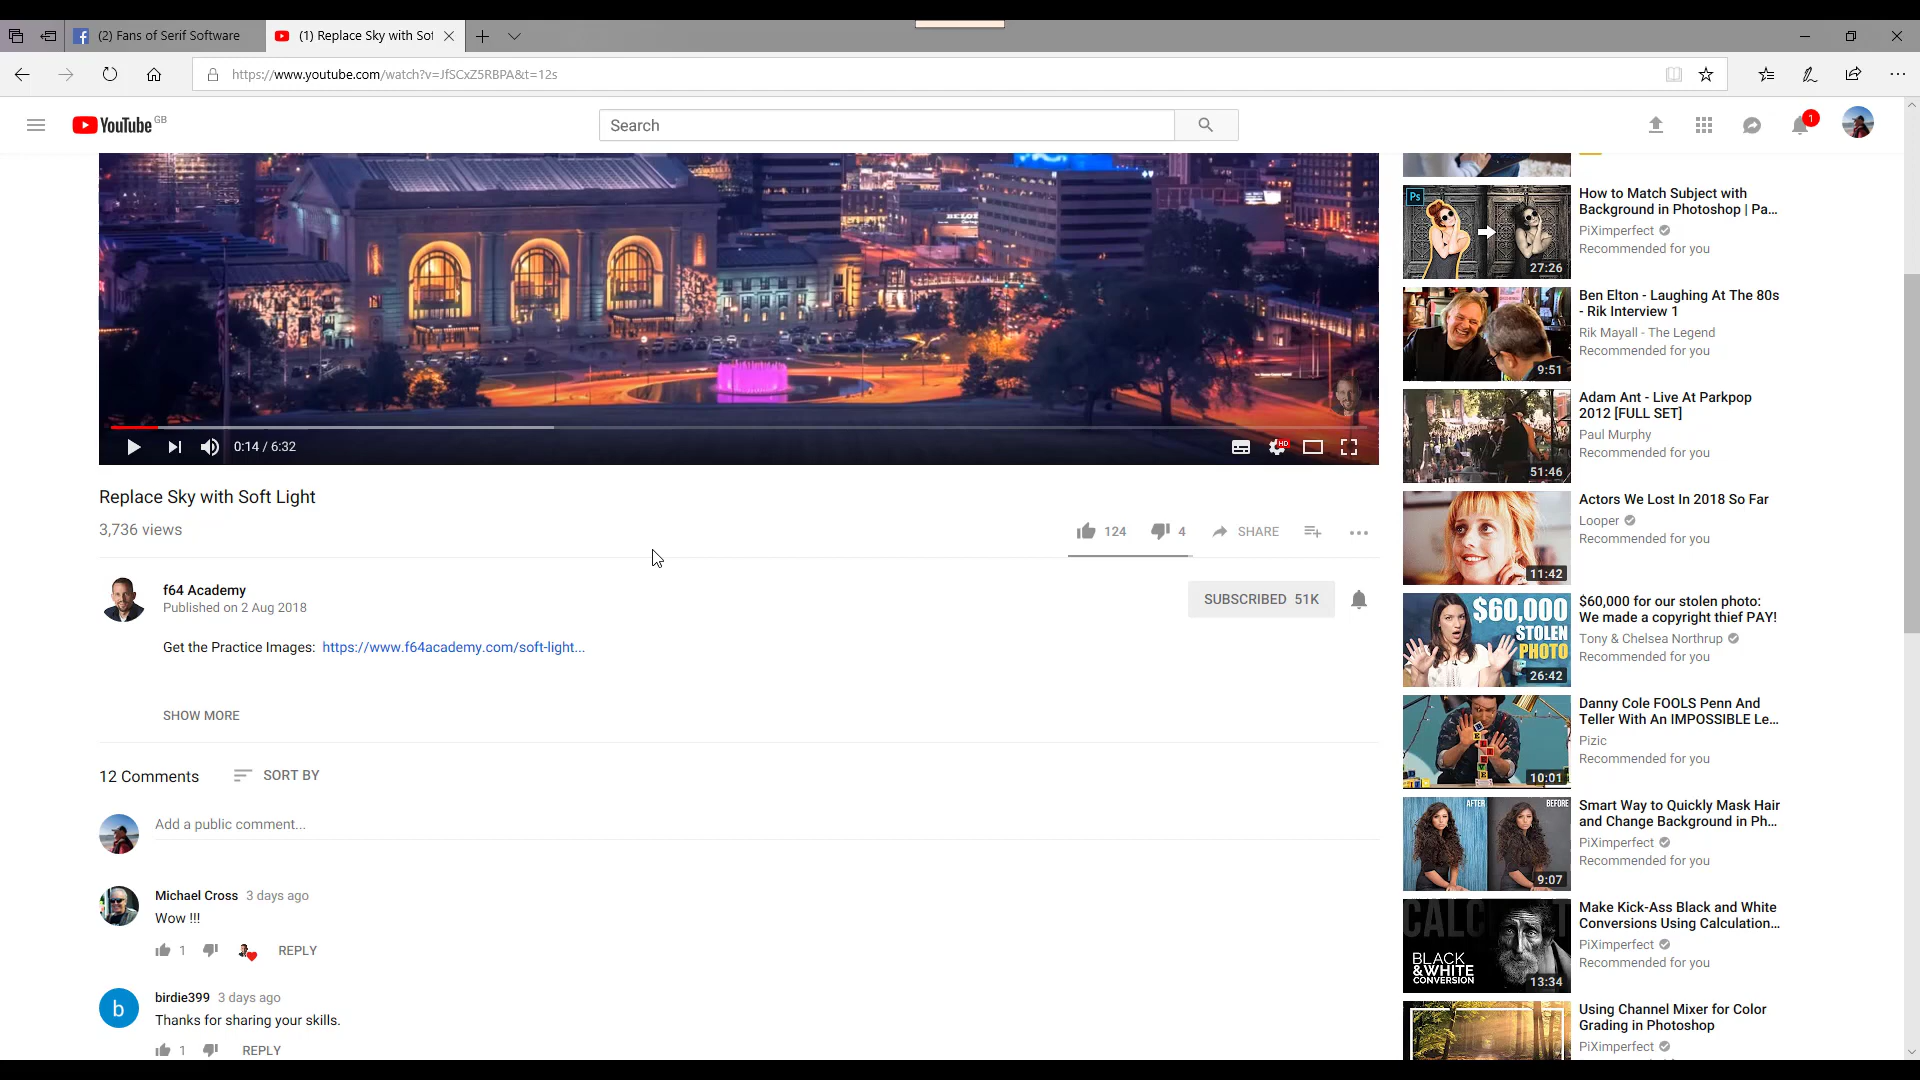 (2) Fans of Serif Software
(1) Replace Sky with Sof
https://www.youtube.com/watch?v=JfSCxZ5RBPA&t=12s
YouTube GB
Search
1
0:14 / 6:32
HD
Replace Sky with Soft Light
3,736 views
124
4
SHARE
f64 Academy
Published on 2 Aug 2018
SUBSCRIBED 51K
Get the Practice Images: https://www.f64academy.com/soft-light...
SHOW MORE
12 Comments
SORT BY
Add a public comment...
Michael Cross 3 days ago
Wow !!!
1
REPLY
b
birdie399 3 days ago
Thanks for sharing your skills.
1
REPLY
Ps
27:26
How to Match Subject with
Background in Photoshop | Pa...
PiXimperfect
Recommended for you
9:51
Ben Elton - Laughing At The 80s
- Rik Interview 1
Rik Mayall - The Legend
Recommended for you
51:46
Adam Ant - Live At Parkpop
2012 [FULL SET]
Paul Murphy
Recommended for you
11:42
Actors We Lost In 2018 So Far
Looper
Recommended for you
$60,000
STOLEN
PHOTO
26:42
$60,000 for our stolen photo:
We made a copyright thief PAY!
Tony & Chelsea Northrup
Recommended for you
10:01
Danny Cole FOOLS Penn And
Teller With An IMPOSSIBLE Le...
Pizic
Recommended for you
AFTER
BEFORE
9:07
Smart Way to Quickly Mask Hair
and Change Background in Ph...
PiXimperfect
Recommended for you
BLACK
&WHITE
CONVERSION
13:34
Make Kick-Ass Black and White
Conversions Using Calculation...
PiXimperfect
Recommended for you
Using Channel Mixer for Color
Grading in Photoshop
PiXimperfect